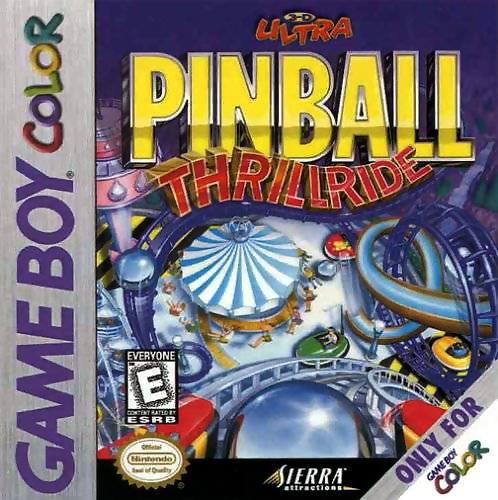 GAME BOY COLOR
3-D
ULTRA
PINBALL
THRILLRIDE
EVERYONE
E
CONTENT RATED BY
ESRB
Official
Nintendo
Seal of Quality
SIERRA
attractions
ONLY FOR
GAME BOY
COLOR